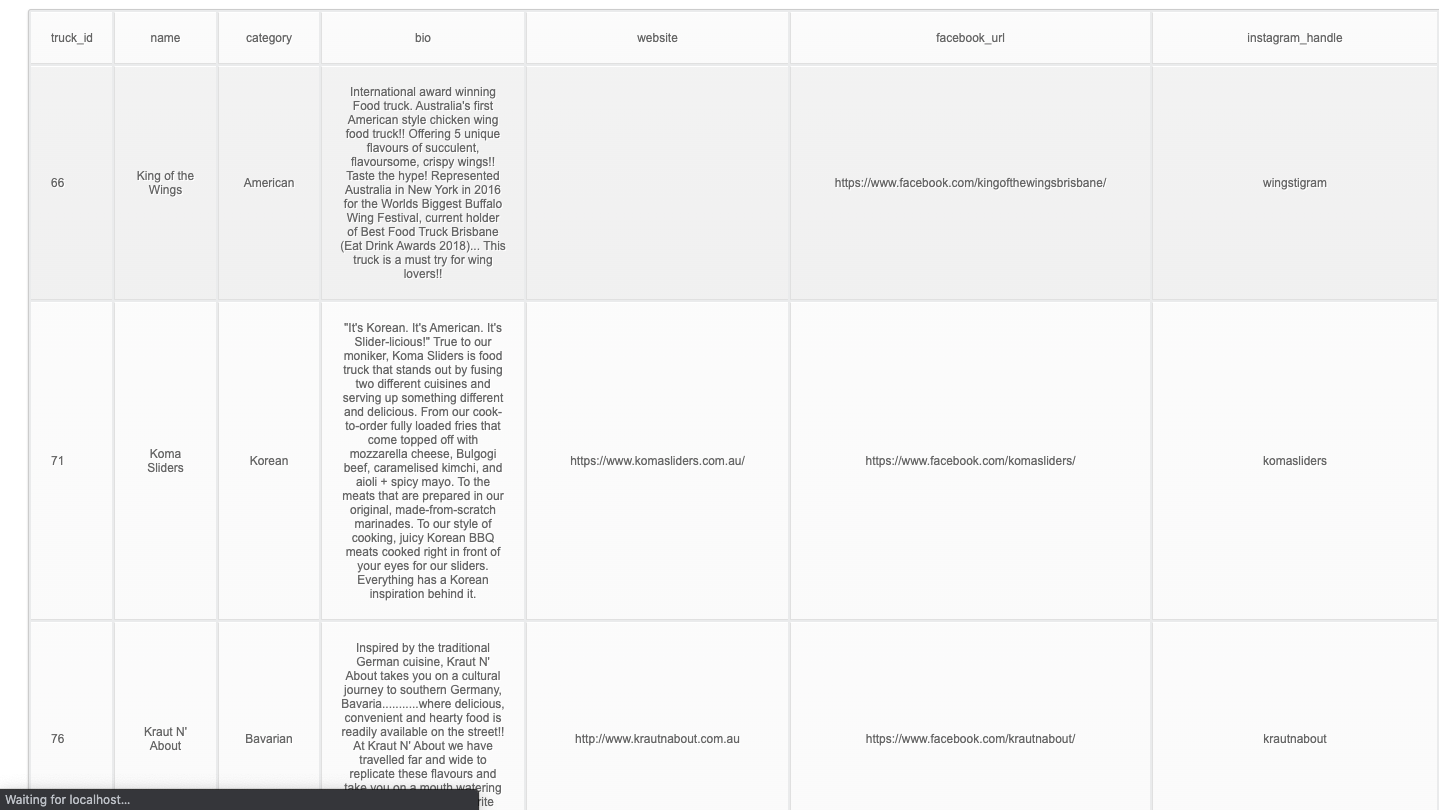 truck_id name category bio website facebook_url instagram_handle
International award winning
Food truck. Australia's first
American style chicken wing
food truck!! Offering 5 unique
flavours of succulent,
flavoursome, crispy wings!!
Taste the hype! Represented
Australia in New York in 2016
for the Worlds Biggest Buffalo
Wing Festival, current holder
of Best Food Truck Brisbane
(Eat Drink Awards 2018)... This
truck is a must try for wing
lovers!!
66
King of the
Wings
American
https://www.facebook.com/kingofthewingsbrisbane/
wingstigram
"It's Korean. It's American. It's
Slider-licious!" True to our
moniker, Koma Sliders is food
truck that stands out by fusing
two different cuisines and
serving up something different
and delicious. From our cook-
to-order fully loaded fries that
come topped off with
mozzarella cheese, Bulgogi
beef, caramelised kimchi, and
aioli + spicy mayo. To the
meats that are prepared in our
original, made-from-scratch
marinades. To our style of
cooking, juicy Korean BBQ
meats cooked right in front of
your eyes for our sliders.
Everything has a Korean
inspiration behind it.
71
Koma
Sliders
Korean
https://www.komasliders.com.au/
https://www.facebook.com/komasliders/
komasliders
Inspired by the traditional
German cuisine, Kraut N'
About takes you on a cultural
journey to southern Germany,
Bavaria...........where delicious,
convenient and hearty food is
readily available on the street!!
At Kraut N' About we have
travelled far and wide to
replicate these flavours and
take you on a mouth watering
76
Kraut N'
About
Bavarian
http://www.krautnabout.com.au
https://www.facebook.com/krautnabout/
krautnabout
Waiting for localhost...